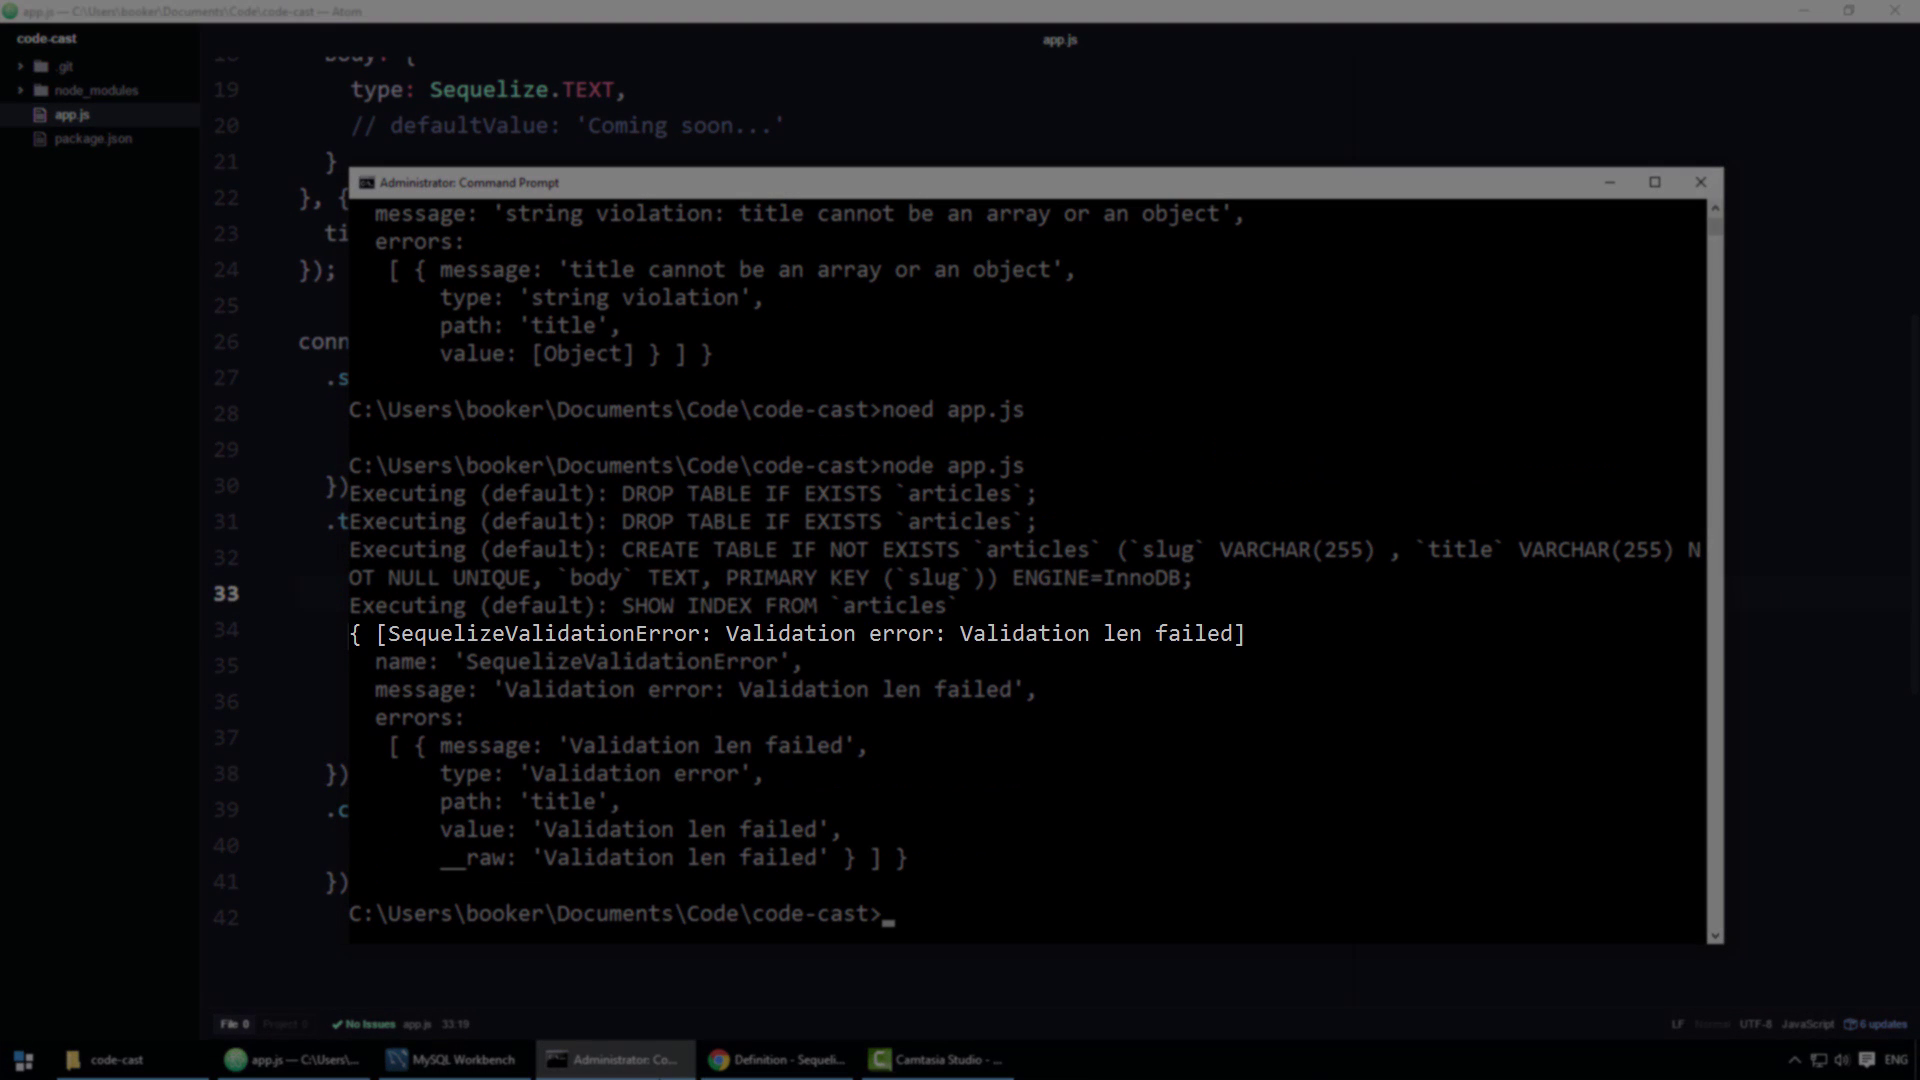 app.js — C:\Users\booker\Documents\Code\code-cast — Atom
code-cast
app.js
.git
node_modules
app.js
package.json
18 body: {
19 type: Sequelize.TEXT,
20 // defaultValue: 'Coming soon...'
21 }
22 }, {
23 ti
24 });
25
26 conn
27 .s
28
29
30 })
31 .t
32
33
34
35
36
37
38 })
39 .c
40
41 })
42
Administrator: Command Prompt
message: 'string violation: title cannot be an array or an object',
errors:
[ { message: 'title cannot be an array or an object',
type: 'string violation',
path: 'title',
value: [Object] } ] }
C:\Users\booker\Documents\Code\code-cast>noed app.js
C:\Users\booker\Documents\Code\code-cast>node app.js
Executing (default): DROP TABLE IF EXISTS `articles`;
Executing (default): DROP TABLE IF EXISTS `articles`;
Executing (default): CREATE TABLE IF NOT EXISTS `articles` (`slug` VARCHAR(255) , `title` VARCHAR(255) N
OT NULL UNIQUE, `body` TEXT, PRIMARY KEY (`slug`)) ENGINE=InnoDB;
Executing (default): SHOW INDEX FROM `articles`
{ [SequelizeValidationError: Validation error: Validation len failed]
name: 'SequelizeValidationError',
message: 'Validation error: Validation len failed',
errors:
[ { message: 'Validation len failed',
type: 'Validation error',
path: 'title',
value: 'Validation len failed',
__raw: 'Validation len failed' } ] }
C:\Users\booker\Documents\Code\code-cast>
File 0 Project 0 No Issues app.js 33:19 LF Normal UTF-8 JavaScript 6 updates
code-cast app.js — C:\Users\... MySQL Workbench Administrator: Co... Definition - Sequeli... Camtasia Studio - ... ENG